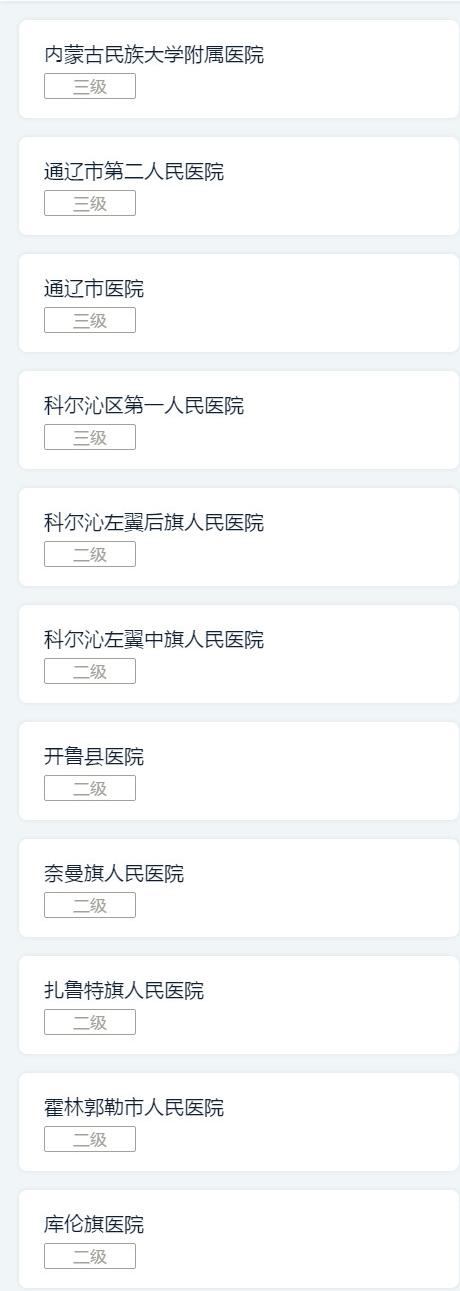 内蒙古民族大学附属医院
三级
通辽市第二人民医院
三级
通辽市医院
三级
科尔沁区第一人民医院
三级
科尔沁左翼后旗人民医院
二级
科尔沁左翼中旗人民医院
二级
开鲁县医院
二级
奈曼旗人民医院
二级
扎鲁特旗人民医院
二级
霍林郭勒市人民医院
二级
库伦旗医院
二级